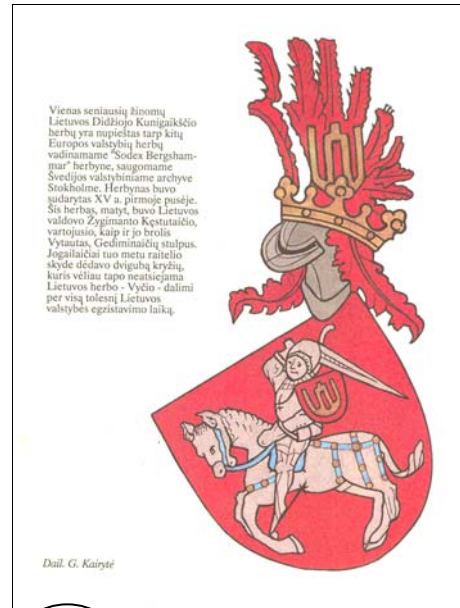 Vienas seniausių žinomų
Lietuvos Didžiojo Kunigaikščio
herbų yra nupieštas tarp kitų
Europos valstybių herbų
vadinamame "Sodex Bergsham-
mar" herbyne, saugomame
Švedijos valstybiniame archyve
Stokholme. Herbynas buvo
sudarytas XV a. pirmoje pusėje.
Šis herbas, matyt, buvo Lietuvos
valdovo Žygimanto Kęstutaičio,
vartojusio, kaip ir jo brolis
Vytautas, Gediminaičių stulpus.
Jogailaičiai tuo metu raitelio
skyde dėdavo dvigubą kryžių,
kuris vėliau tapo neatsiejama
Lietuvos herbo - Vyčio - dalimi
per visą tolesnį Lietuvos
valstybės egzistavimo laiką.
Dail. G. Kairytė